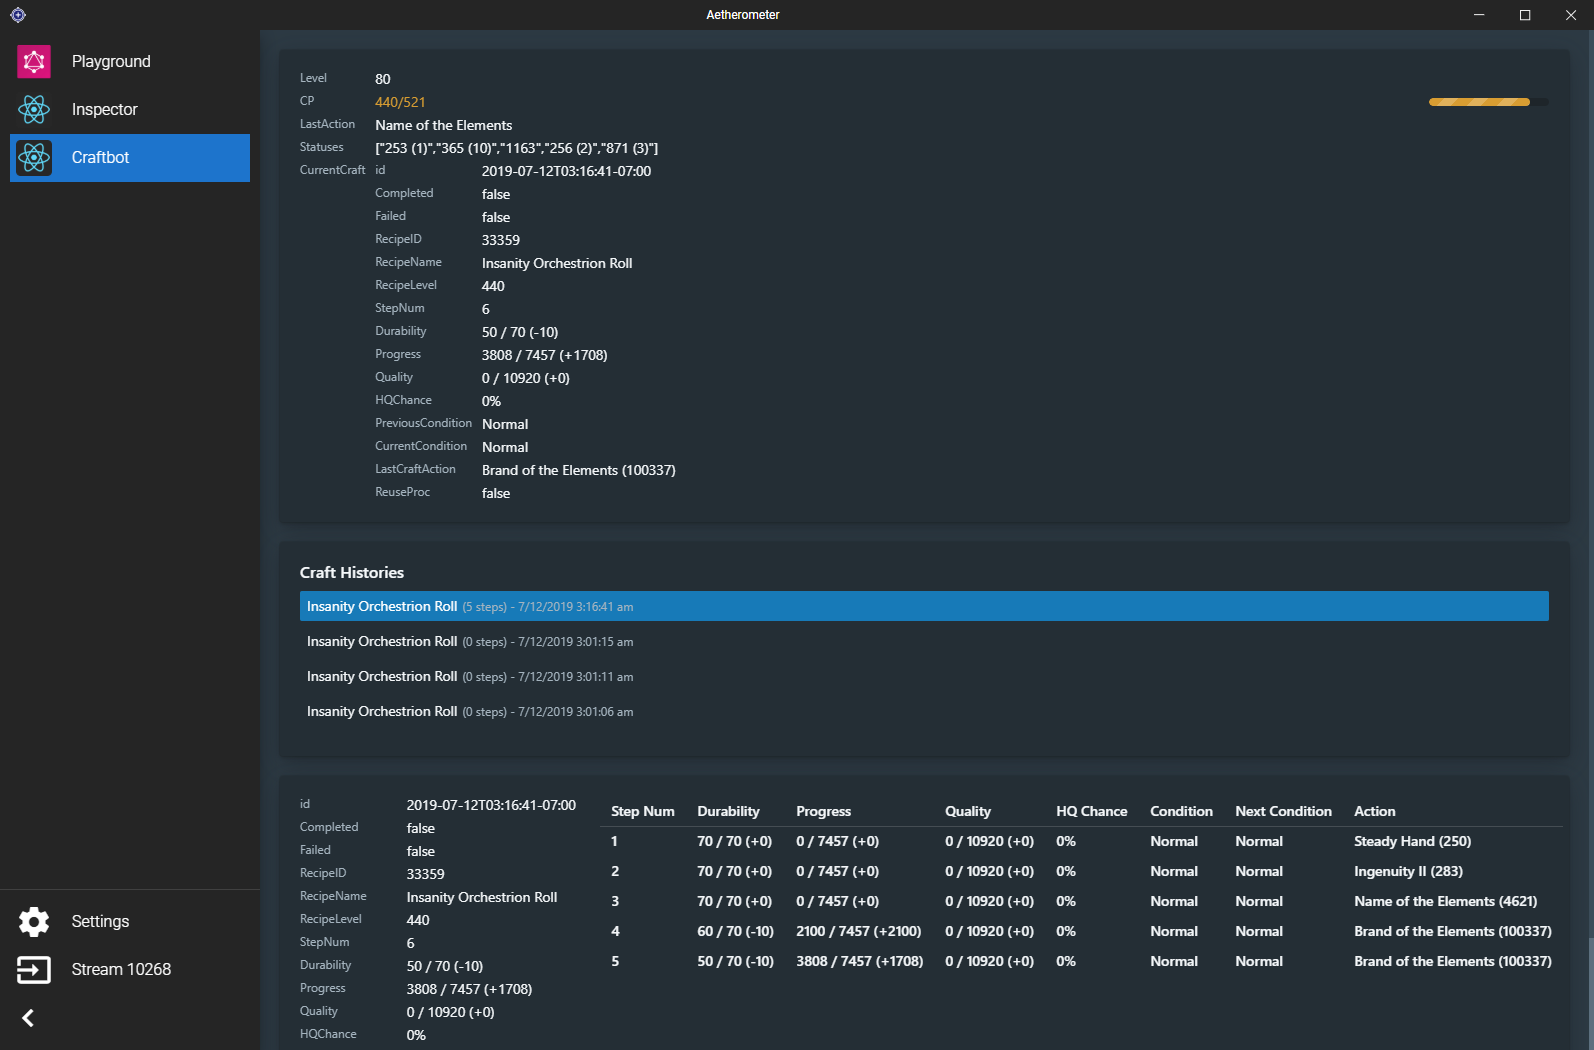 Aetherometer
Playground
Inspector
Craftbot
Settings
Stream 10268
Level 80
CP 440/521
LastAction Name of the Elements
Statuses ["253 (1)","365 (10)","1163","256 (2)","871 (3)"]
CurrentCraft id 2019-07-12T03:16:41-07:00
Completed false
Failed false
RecipeID 33359
RecipeName Insanity Orchestrion Roll
RecipeLevel 440
StepNum 6
Durability 50 / 70 (-10)
Progress 3808 / 7457 (+1708)
Quality 0 / 10920 (+0)
HQChance 0%
PreviousCondition Normal
CurrentCondition Normal
LastCraftAction Brand of the Elements (100337)
ReuseProc false
Craft Histories
Insanity Orchestrion Roll (5 steps) - 7/12/2019 3:16:41 am
Insanity Orchestrion Roll (0 steps) - 7/12/2019 3:01:15 am
Insanity Orchestrion Roll (0 steps) - 7/12/2019 3:01:11 am
Insanity Orchestrion Roll (0 steps) - 7/12/2019 3:01:06 am
id 2019-07-12T03:16:41-07:00
Completed false
Failed false
RecipeID 33359
RecipeName Insanity Orchestrion Roll
RecipeLevel 440
StepNum 6
Durability 50 / 70 (-10)
Progress 3808 / 7457 (+1708)
Quality 0 / 10920 (+0)
HQChance 0%
Step Num Durability Progress Quality HQ Chance Condition Next Condition Action
1 70 / 70 (+0) 0 / 7457 (+0) 0 / 10920 (+0) 0% Normal Normal Steady Hand (250)
2 70 / 70 (+0) 0 / 7457 (+0) 0 / 10920 (+0) 0% Normal Normal Ingenuity II (283)
3 70 / 70 (+0) 0 / 7457 (+0) 0 / 10920 (+0) 0% Normal Normal Name of the Elements (4621)
4 60 / 70 (-10) 2100 / 7457 (+2100) 0 / 10920 (+0) 0% Normal Normal Brand of the Elements (100337)
5 50 / 70 (-10) 3808 / 7457 (+1708) 0 / 10920 (+0) 0% Normal Normal Brand of the Elements (100337)